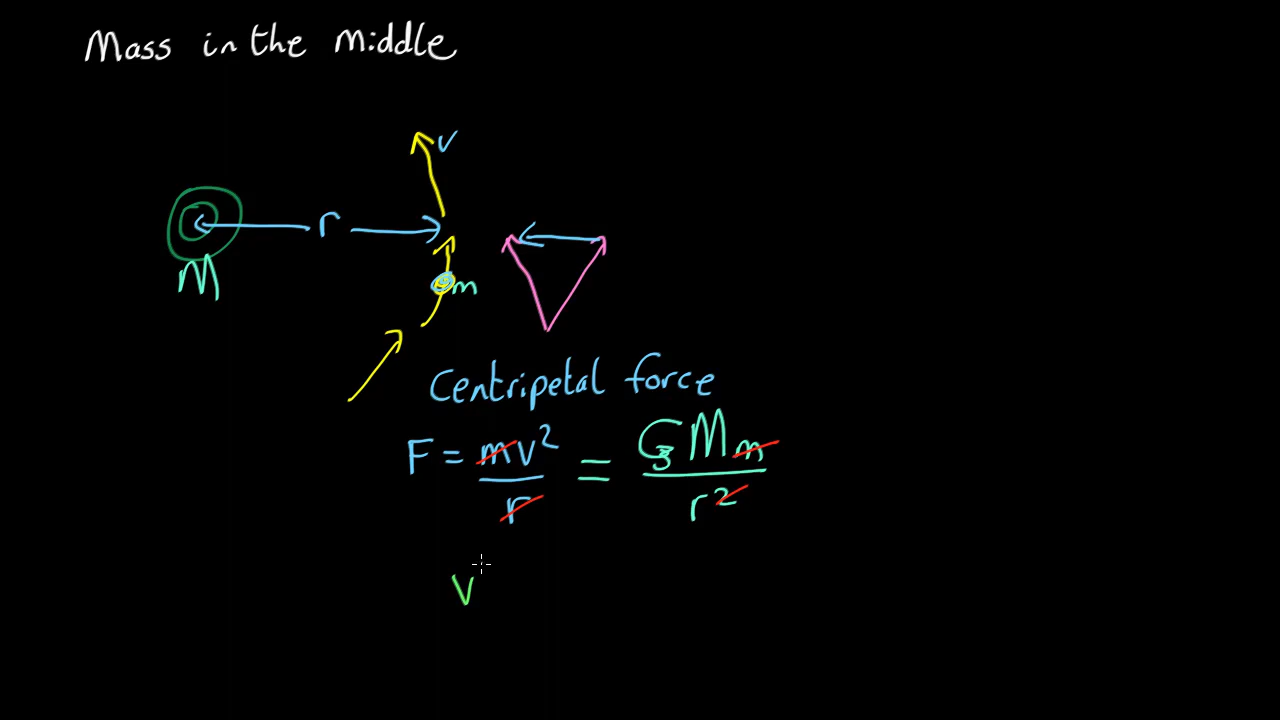 Mass in the Middle
v
r
M
m
Centripetal force
F = mv² / r = GMm / r²
v